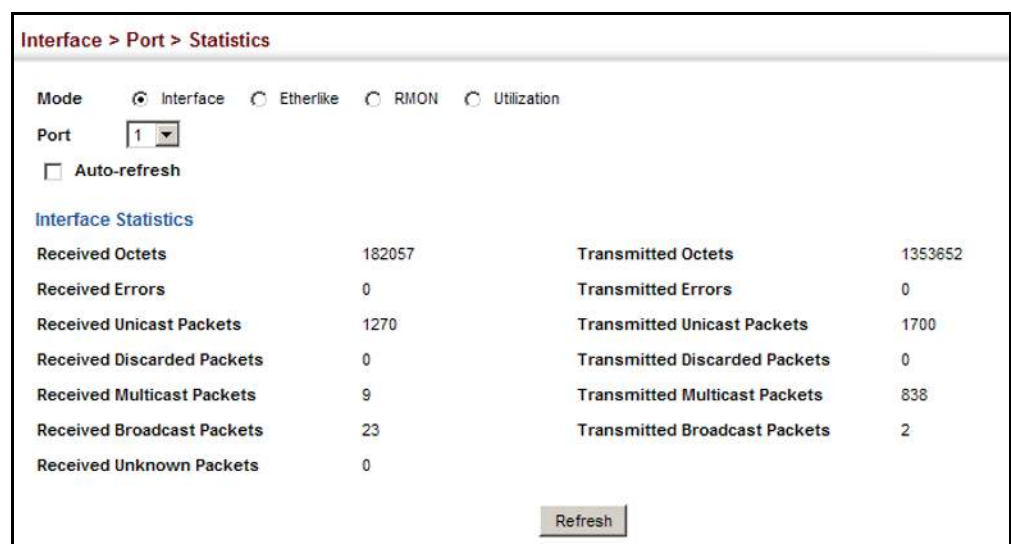 Interface > Port > Statistics
Mode Interface Etherlike RMON Utilization
Port 1
Auto-refresh
Interface Statistics
Received Octets 182057 Transmitted Octets 1353652
Received Errors 0 Transmitted Errors 0
Received Unicast Packets 1270 Transmitted Unicast Packets 1700
Received Discarded Packets 0 Transmitted Discarded Packets 0
Received Multicast Packets 9 Transmitted Multicast Packets 838
Received Broadcast Packets 23 Transmitted Broadcast Packets 2
Received Unknown Packets 0
Refresh